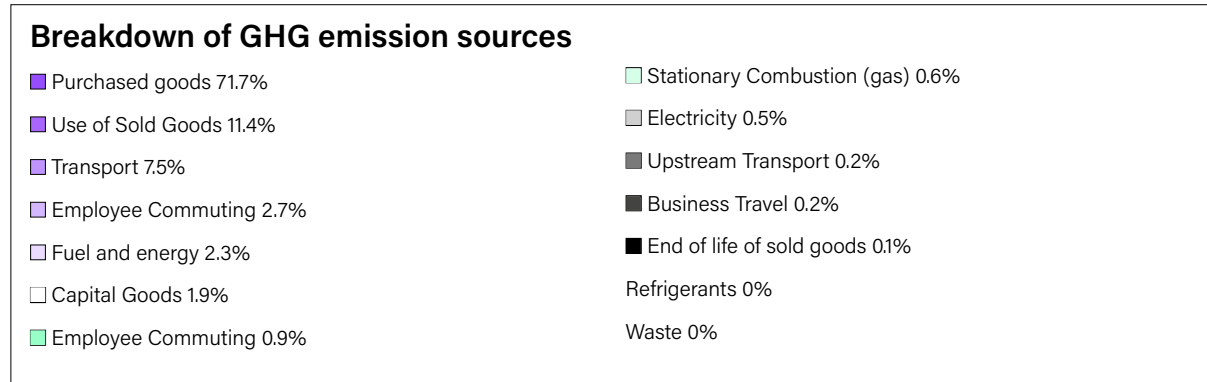 Breakdown of GHG emission sources
Purchased goods 71.7%
Use of Sold Goods 11.4%
Transport 7.5%
Employee Commuting 2.7%
Fuel and energy 2.3%
Capital Goods 1.9%
Employee Commuting 0.9%
Stationary Combustion (gas) 0.6%
Electricity 0.5%
Upstream Transport 0.2%
Business Travel 0.2%
End of life of sold goods 0.1%
Refrigerants 0%
Waste 0%